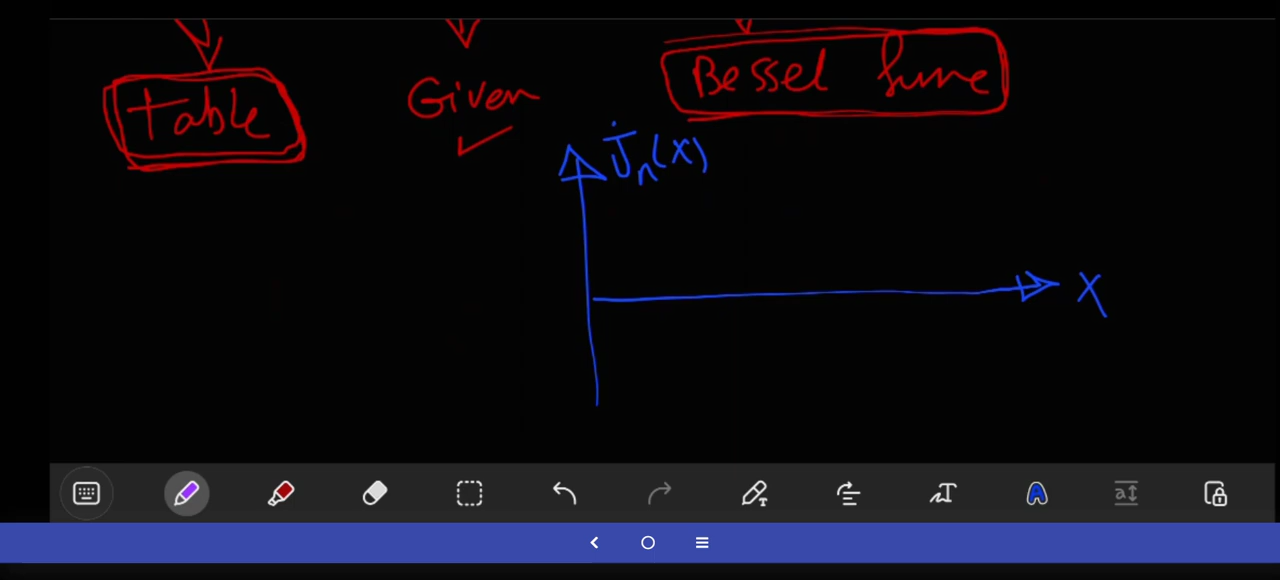 table
Given
Bessel func
Jn(x)
X